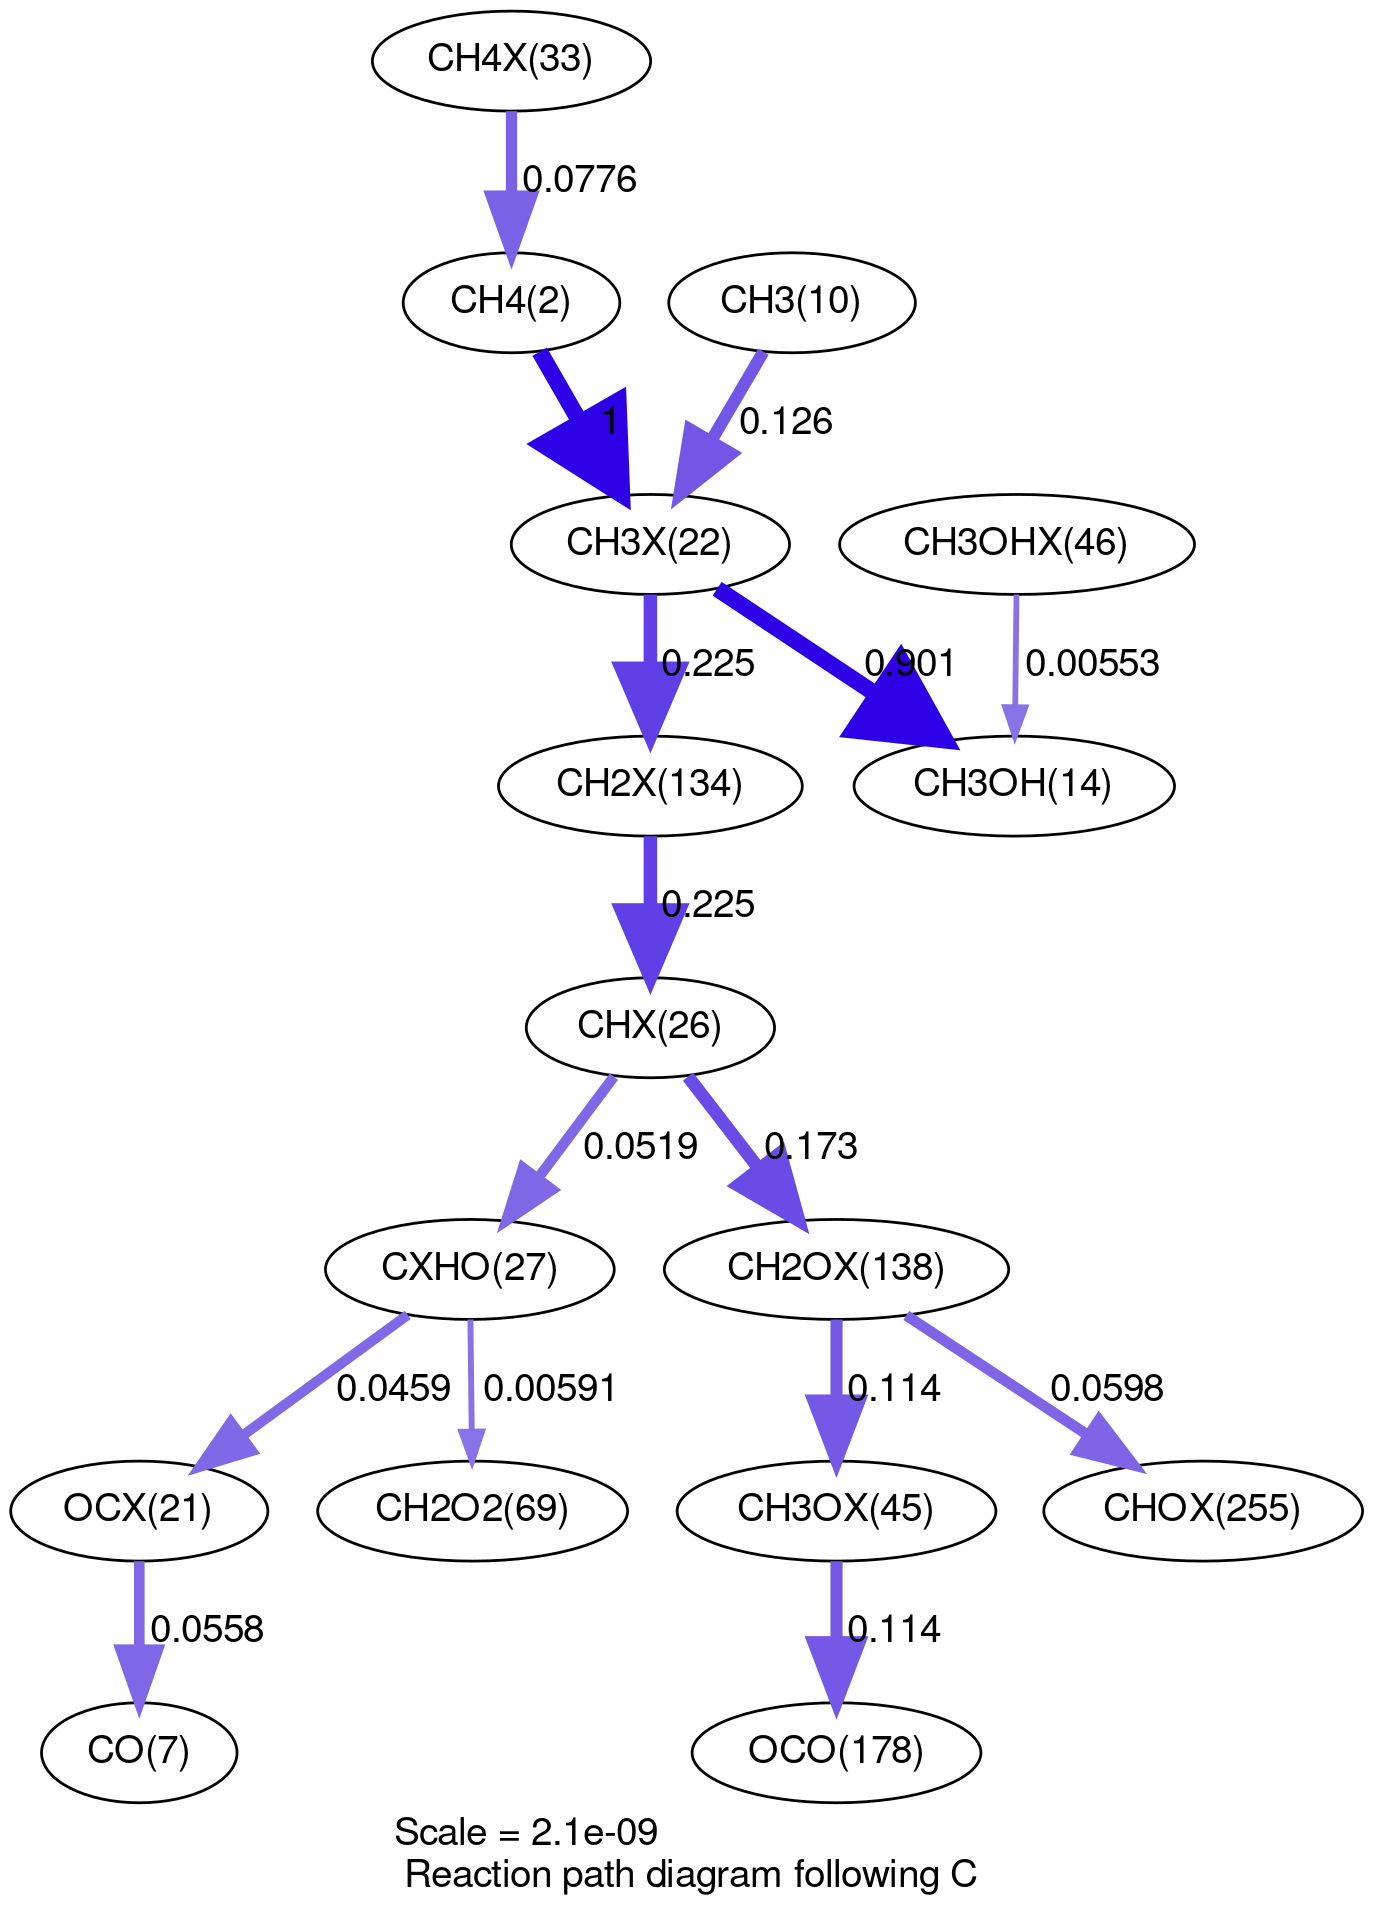 CH4X(33)
0.0776
CH4(2)
CH3(10)
1
0.126
CH3X(22)
CH3OHX(46)
0.225
0.901
0.00553
CH2X(134)
CH3OH(14)
0.225
CHX(26)
0.0519
0.173
CXHO(27)
CH2OX(138)
0.0459
0.00591
0.114
0.0598
OCX(21)
CH2O2(69)
CH3OX(45)
CHOX(255)
0.0558
0.114
CO(7)
OCO(178)
Scale = 2.1e-09
Reaction path diagram following C